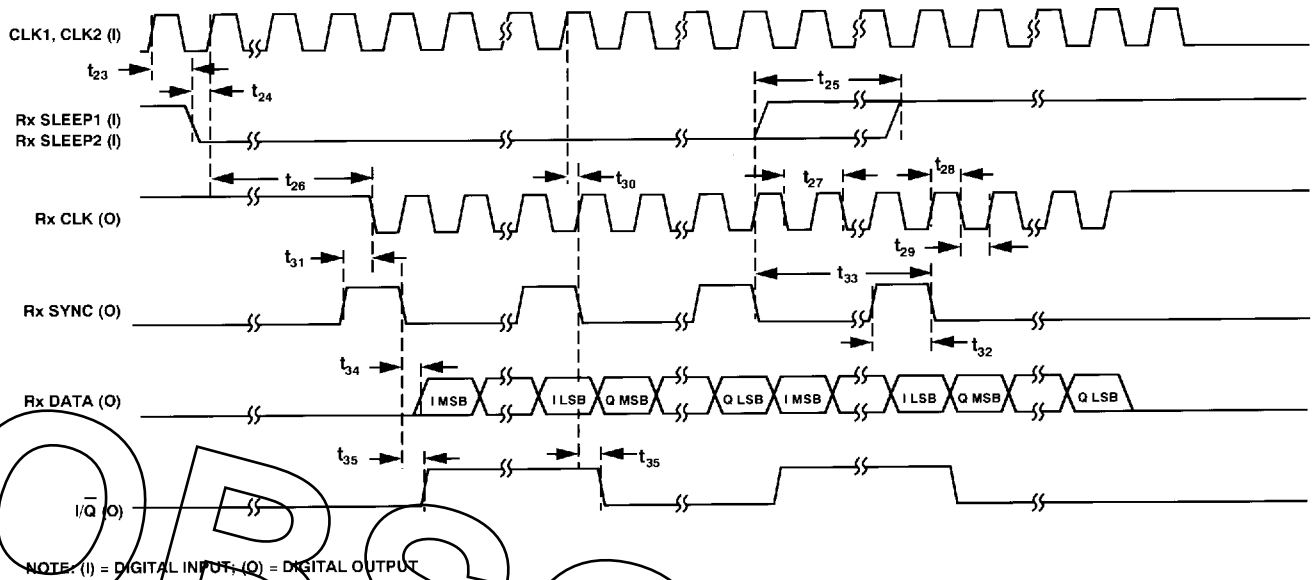 CLK1, CLK2 (I)
t23
t24
t25
Rx SLEEP1 (I)
Rx SLEEP2 (I)
t26
t30
t27
t28
Rx CLK (O)
t29
t31
t33
Rx SYNC (O)
t32
t34
Rx DATA (O)
I MSB
I LSB
Q MSB
Q LSB
I MSB
I LSB
Q MSB
Q LSB
t35
t35
I/Q̅ (O)
NOTE: (I) = DIGITAL INPUT; (O) = DIGITAL OUTPUT